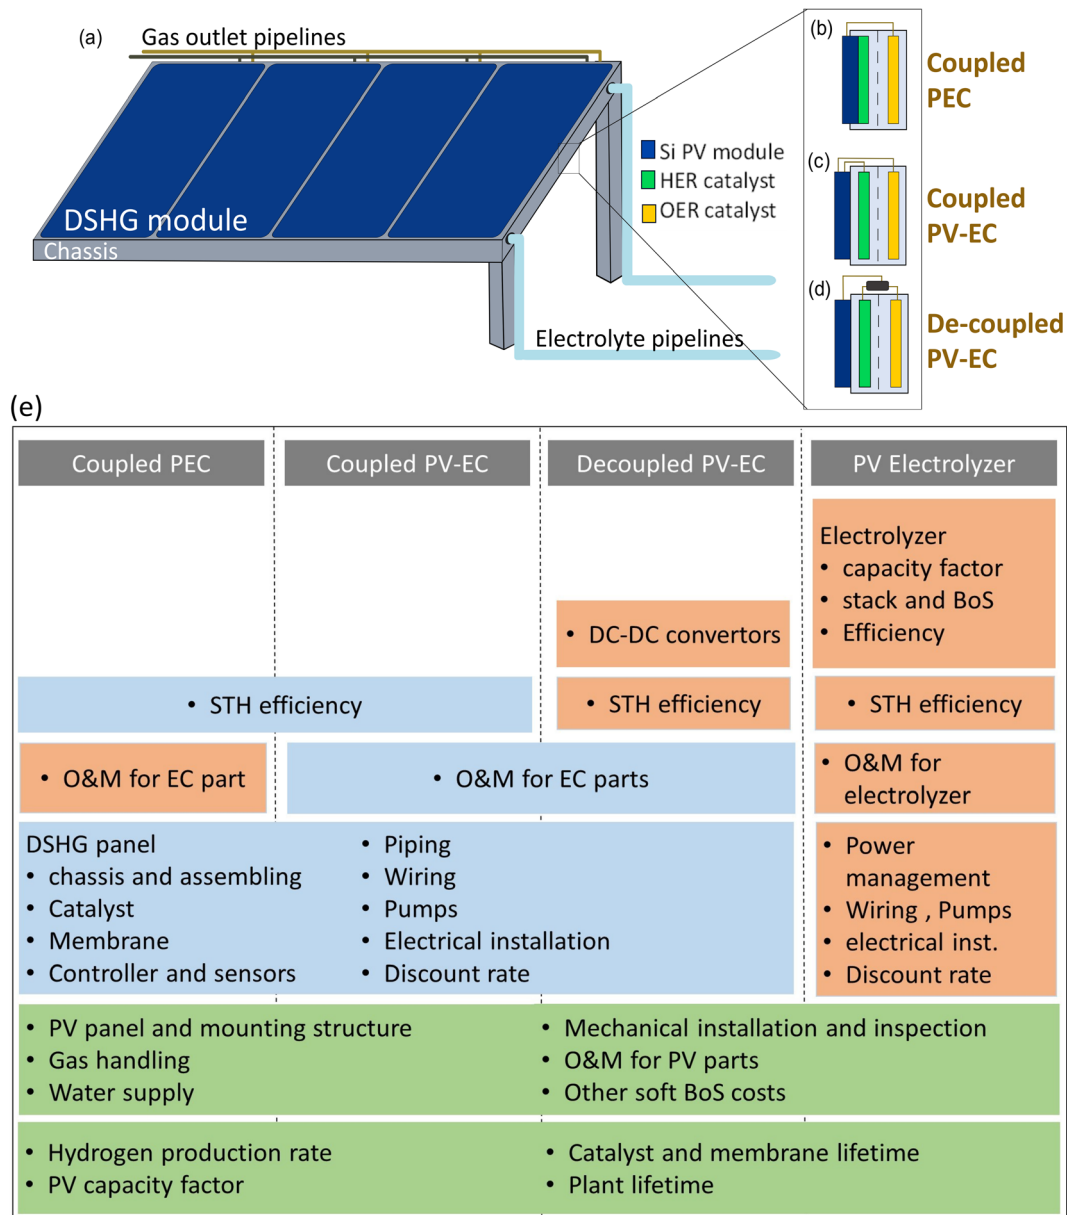 (a)
Gas outlet pipelines
DSHG module
Chassis
Electrolyte pipelines
Si PV module
HER catalyst
OER catalyst
(b)
Coupled
PEC
(c)
Coupled
PV-EC
(d)
De-coupled
PV-EC
(e)
Coupled PEC
Coupled PV-EC
Decoupled PV-EC
PV Electrolyzer
Electrolyzer
• capacity factor
• stack and BoS
• Efficiency
• DC-DC convertors
• STH efficiency
• STH efficiency
• STH efficiency
• O&M for EC part
• O&M for EC parts
• O&M for
electrolyzer
DSHG panel
• chassis and assembling
• Catalyst
• Membrane
• Controller and sensors
• Piping
• Wiring
• Pumps
• Electrical installation
• Discount rate
• Power
management
• Wiring , Pumps
• electrical inst.
• Discount rate
• PV panel and mounting structure
• Gas handling
• Water supply
• Mechanical installation and inspection
• O&M for PV parts
• Other soft BoS costs
• Hydrogen production rate
• PV capacity factor
• Catalyst and membrane lifetime
• Plant lifetime